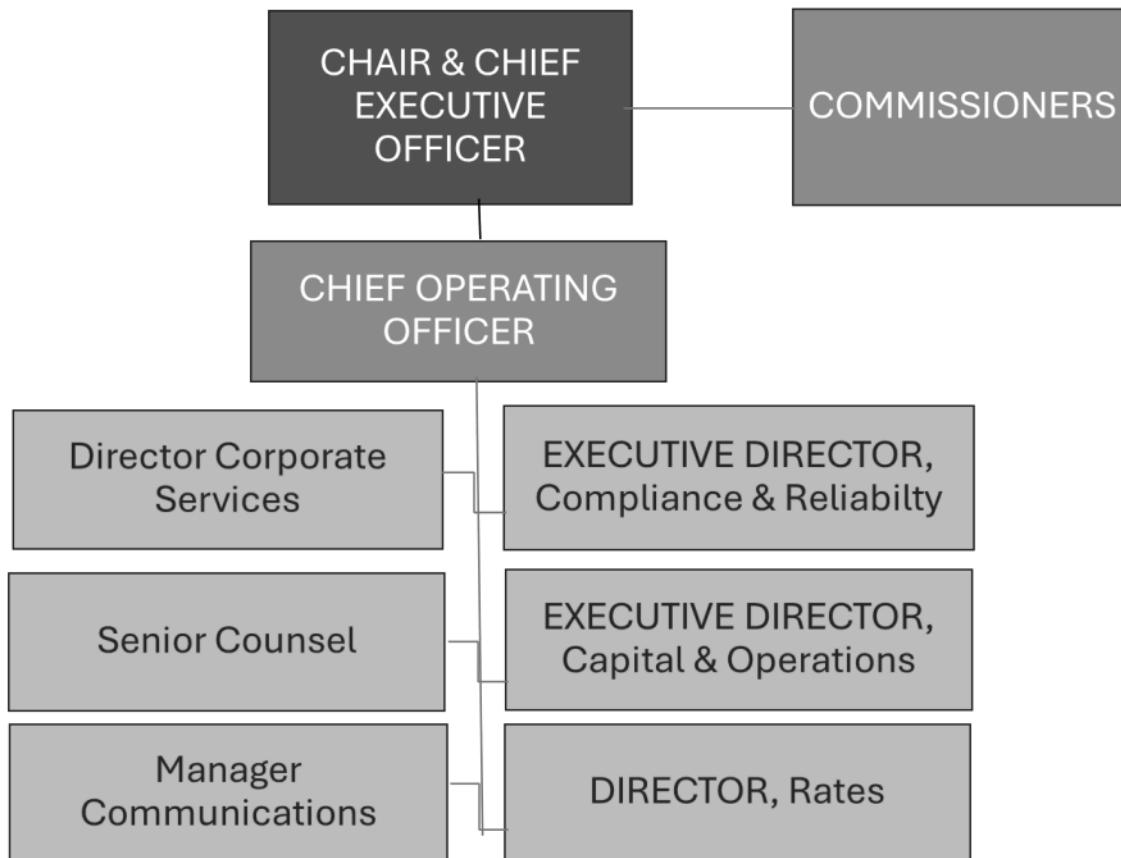 CHAIR & CHIEF
EXECUTIVE
OFFICER
COMMISSIONERS
CHIEF OPERATING
OFFICER
Director Corporate
Services
EXECUTIVE DIRECTOR,
Compliance & Reliabilty
Senior Counsel
EXECUTIVE DIRECTOR,
Capital & Operations
Manager
Communications
DIRECTOR, Rates